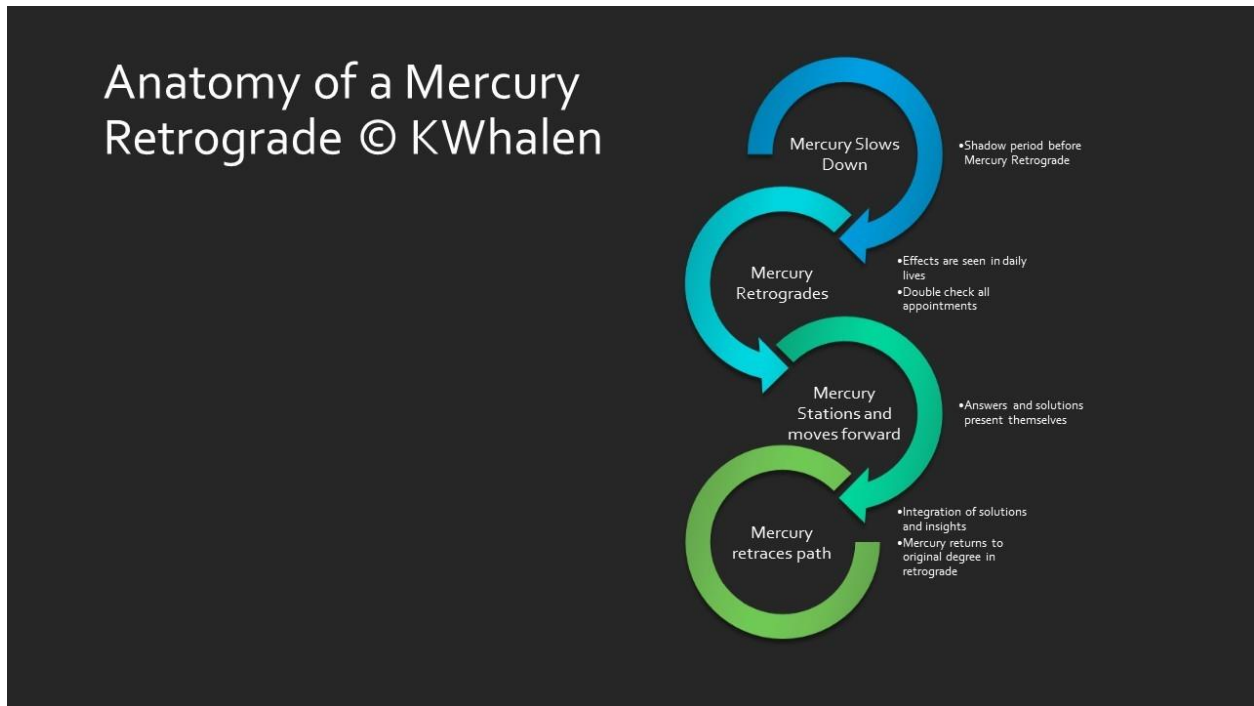 Anatomy of a Mercury
Retrograde © KWhalen
Mercury Slows
Down
•Shadow period before
Mercury Retrograde
Mercury
Retrogrades
•Effects are seen in daily
lives
•Double check all
appointments
Mercury
Stations and
moves forward
•Answers and solutions
present themselves
Mercury
retraces path
•Integration of solutions
and insights
•Mercury returns to
original degree in
retrograde